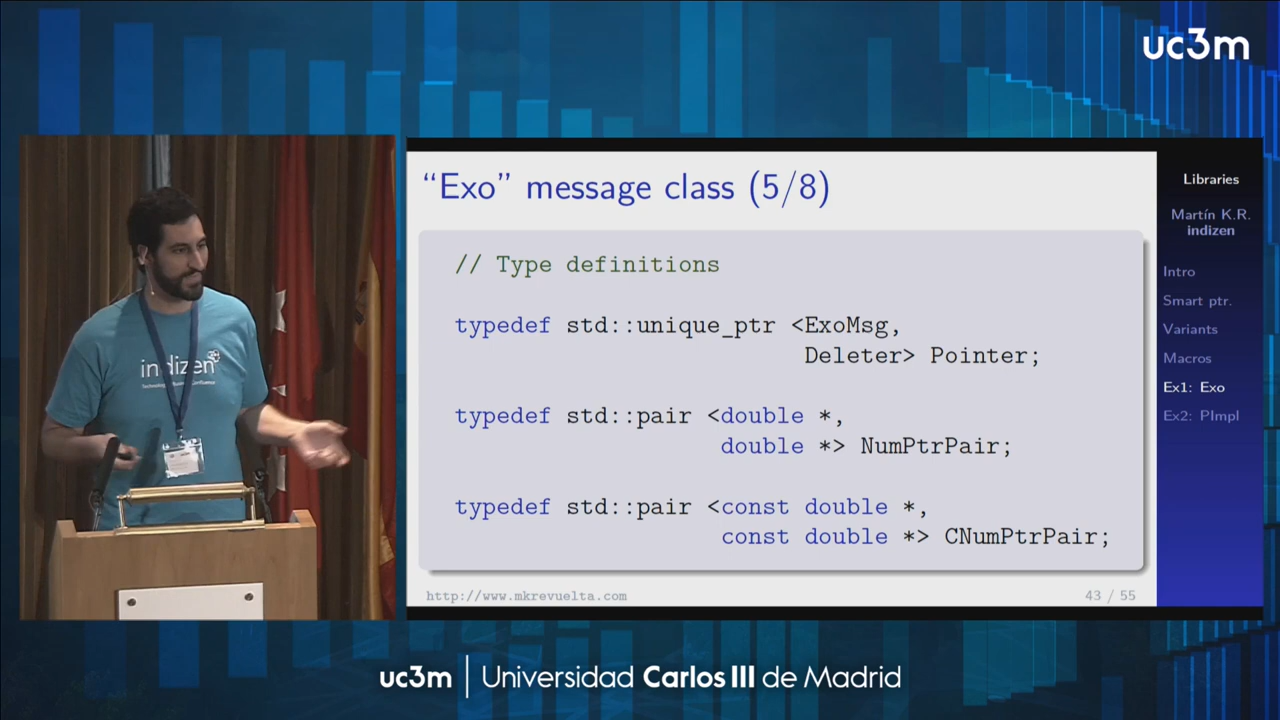 uc3m
"Exo" message class (5/8)
// Type definitions
typedef std::unique_ptr <ExoMsg,
Deleter> Pointer;
typedef std::pair <double *,
double *> NumPtrPair;
typedef std::pair <const double *,
const double *> CNumPtrPair;
http://www.mkrevuelta.com
43 / 55
Libraries
Martín K.R.
indizen
Intro
Smart ptr.
Variants
Macros
Ex1: Exo
Ex2: PImpl
indizen
uc3m | Universidad Carlos III de Madrid